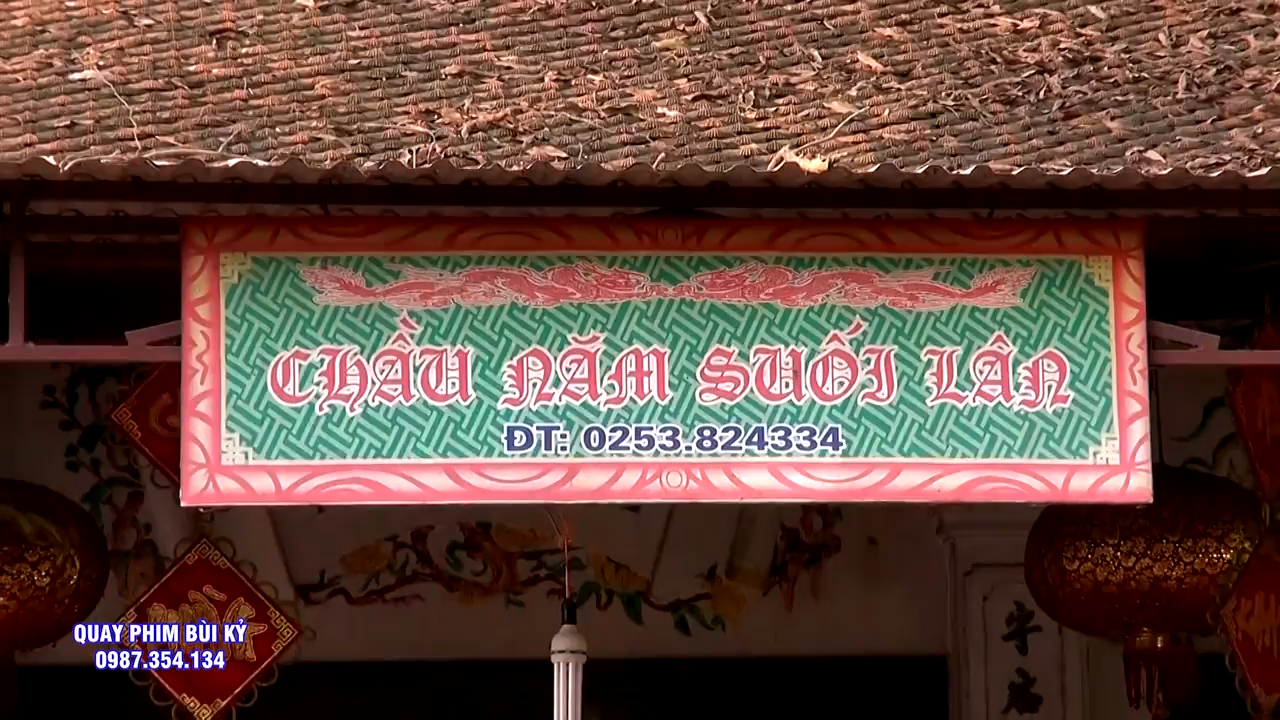 CHẦU NĂM SUỐI LÂN
ĐT: 0253.824334
QUAY PHIM BÙI KỶ
0987.354.134